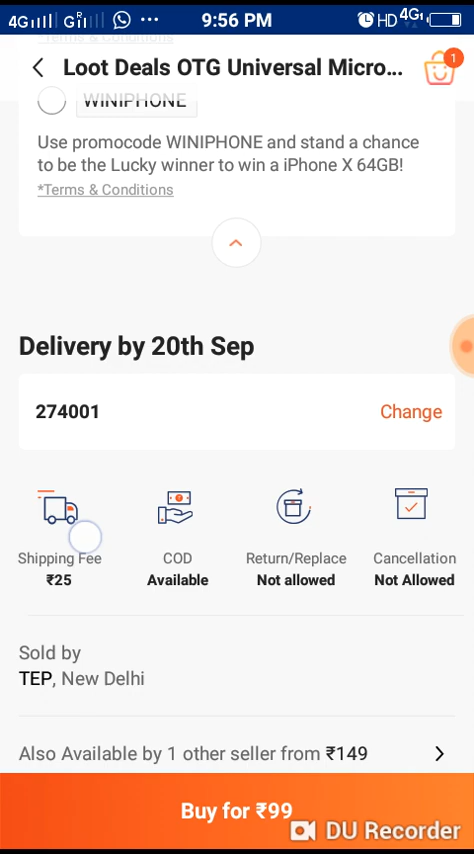 4G 4G
9:56 PM
HD 4G
Terms & Conditions
Loot Deals OTG Universal Micro...
1
WINIPHONE
Use promocode WINIPHONE and stand a chance
to be the Lucky winner to win a iPhone X 64GB!
*Terms & Conditions
Delivery by 20th Sep
274001
Change
Shipping Fee
₹25
COD
Available
Return/Replace
Not allowed
Cancellation
Not Allowed
Sold by
TEP, New Delhi
Also Available by 1 other seller from ₹149
Buy for ₹99
DU Recorder